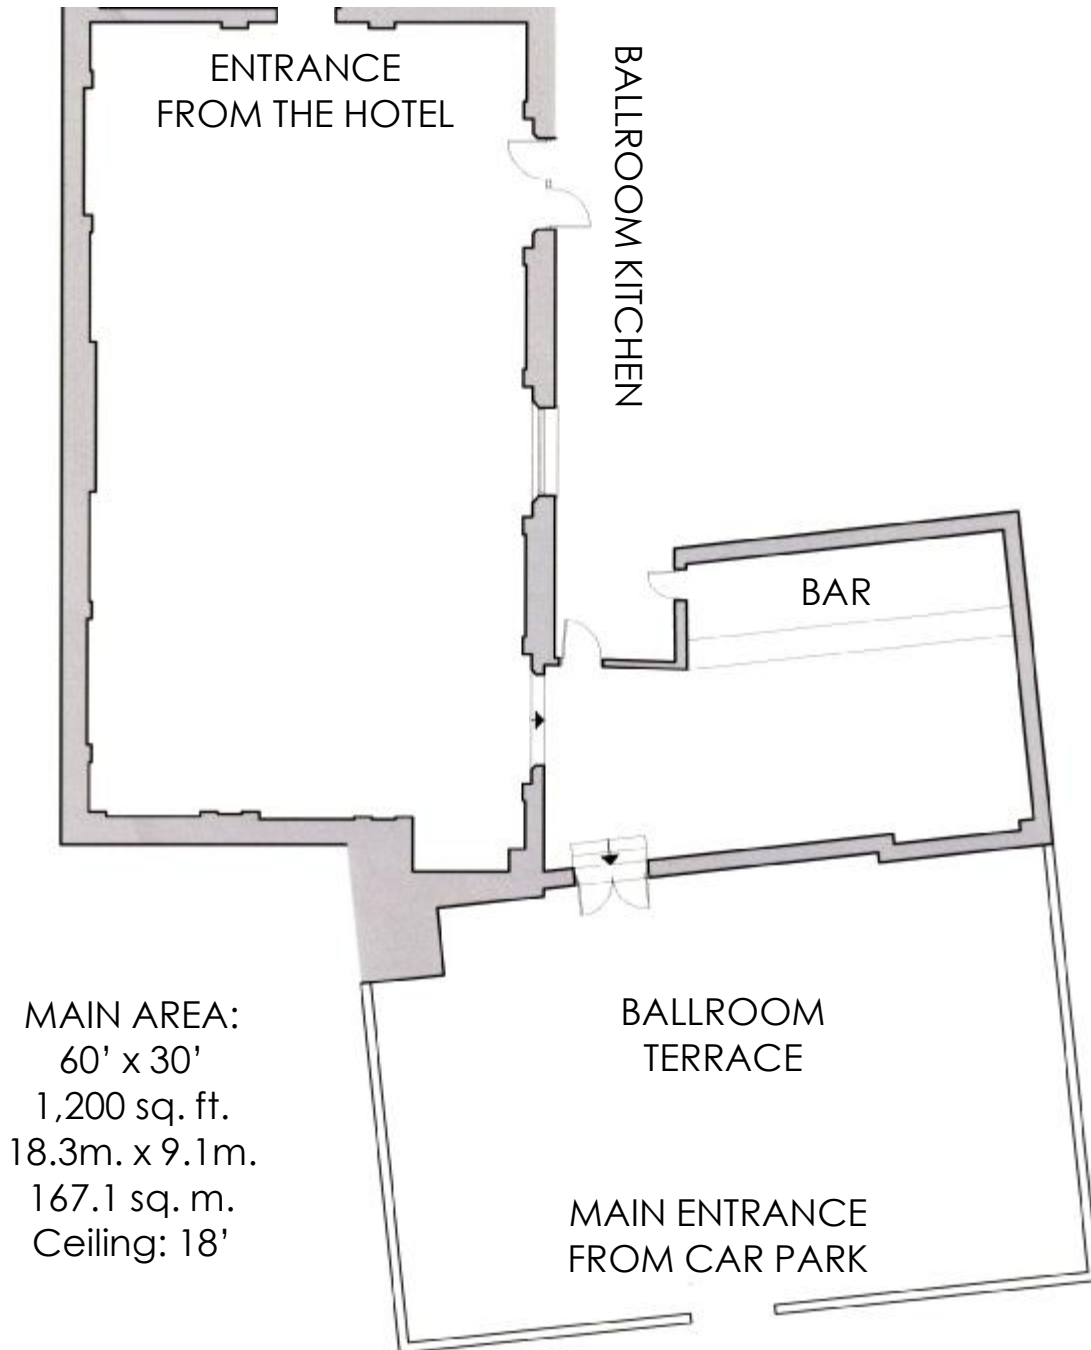 ENTRANCE
FROM THE HOTEL
BALLROOM KITCHEN
BAR
MAIN AREA:
60’ x 30’
1,200 sq. ft.
18.3m. x 9.1m.
167.1 sq. m.
Ceiling: 18’
BALLROOM
TERRACE
MAIN ENTRANCE
FROM CAR PARK